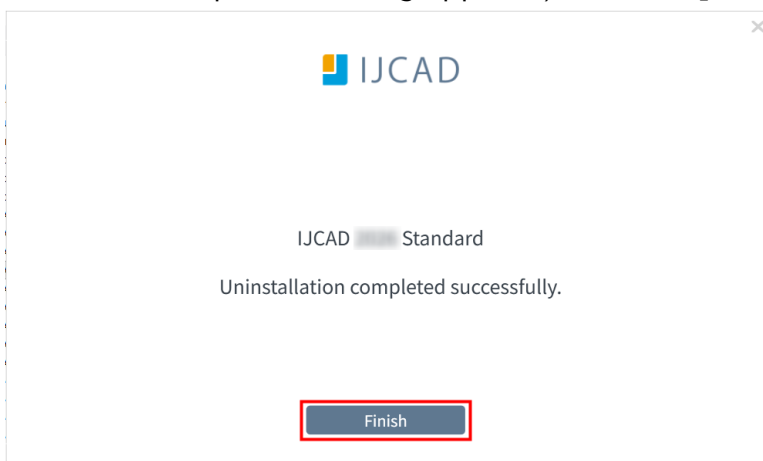 IJCAD
IJCAD Standard
Uninstallation completed successfully.
Finish